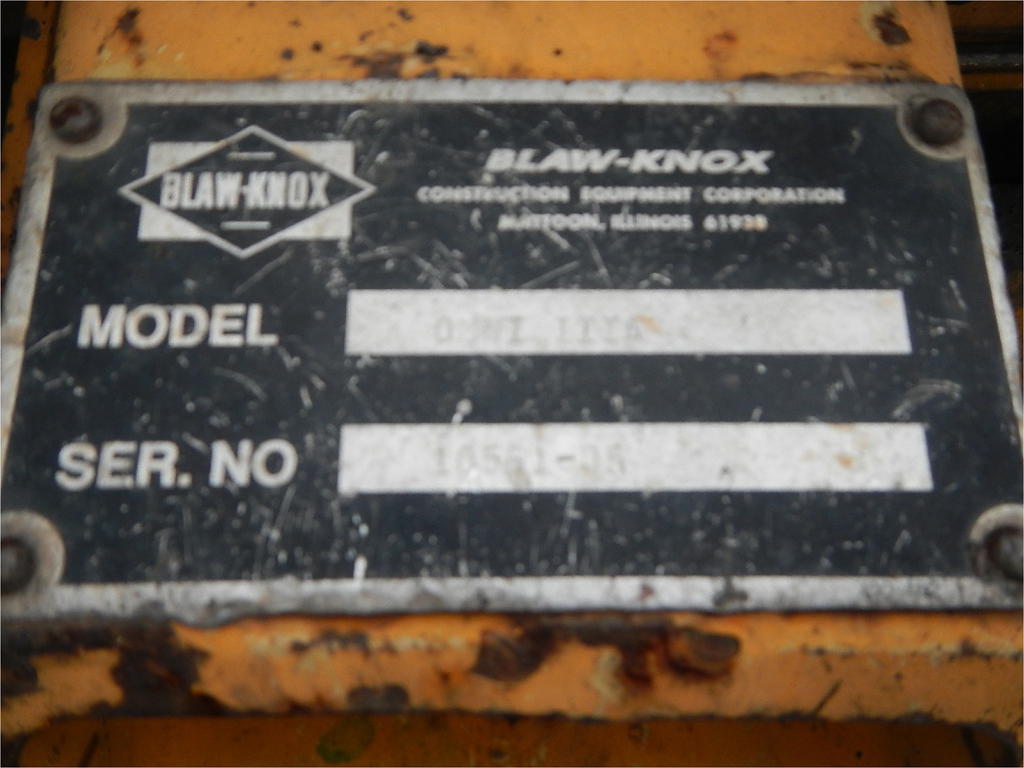 BLAW-KNOX
BLAW-KNOX
CONSTRUCTION EQUIPMENT CORPORATION
MATTOON, ILLINOIS 61938
MODEL
SER. NO